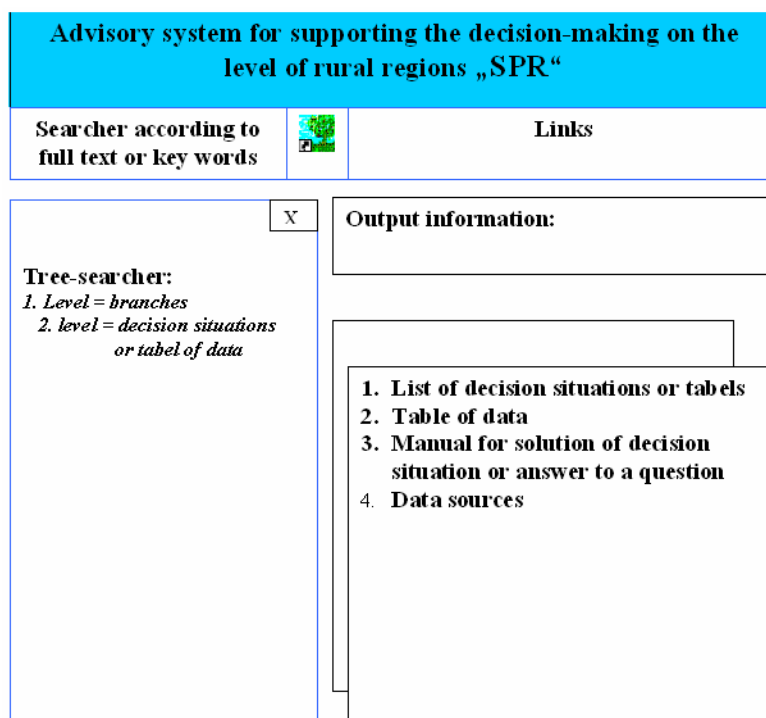 Advisory system for supporting the decision-making on the
level of rural regions „SPR“
Searcher according to
full text or key words
Links
X
Tree-searcher:
1. Level = branches
2. level = decision situations
or tabel of data
Output information:
1. List of decision situations or tabels
2. Table of data
3. Manual for solution of decision
situation or answer to a question
4. Data sources